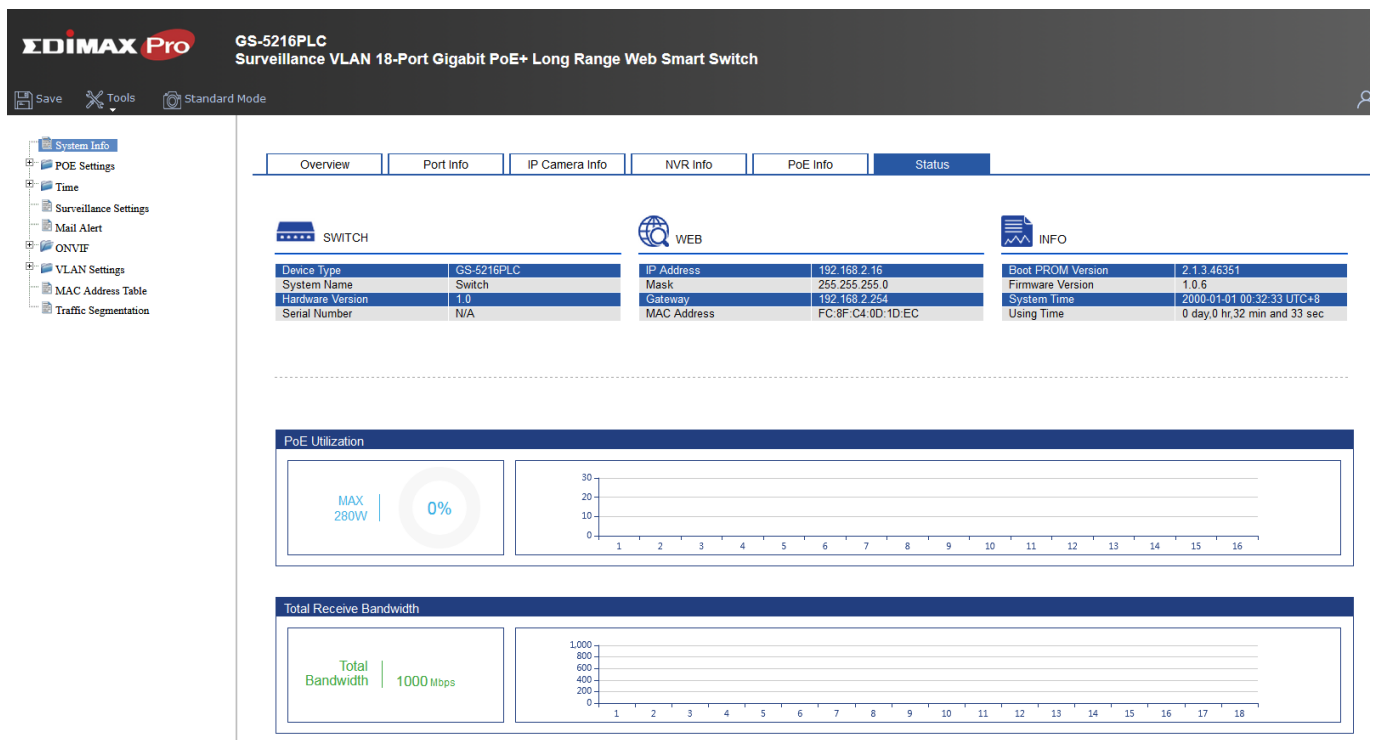 EDIMAX Pro
GS-5216PLC
Surveillance VLAN 18-Port Gigabit PoE+ Long Range Web Smart Switch
Save Tools Standard Mode
System Info
POE Settings
Time
Surveillance Settings
Mail Alert
ONVIF
VLAN Settings
MAC Address Table
Traffic Segmentation
Overview Port Info IP Camera Info NVR Info PoE Info Status
SWITCH
Device Type GS-5216PLC
System Name Switch
Hardware Version 1.0
Serial Number N/A
WEB
IP Address 192.168.2.16
Mask 255.255.255.0
Gateway 192.168.2.254
MAC Address FC:8F:C4:0D:1D:EC
INFO
Boot PROM Version 2.1.3.46351
Firmware Version 1.0.6
System Time 2000-01-01 00:32:33 UTC+8
Using Time 0 day,0 hr,32 min and 33 sec
PoE Utilization
MAX
280W
0%
30
20
10
0
1 2 3 4 5 6 7 8 9 10 11 12 13 14 15 16
Total Receive Bandwidth
Total
Bandwidth
1000 Mbps
1,000
800
600
400
200
0
1 2 3 4 5 6 7 8 9 10 11 12 13 14 15 16 17 18